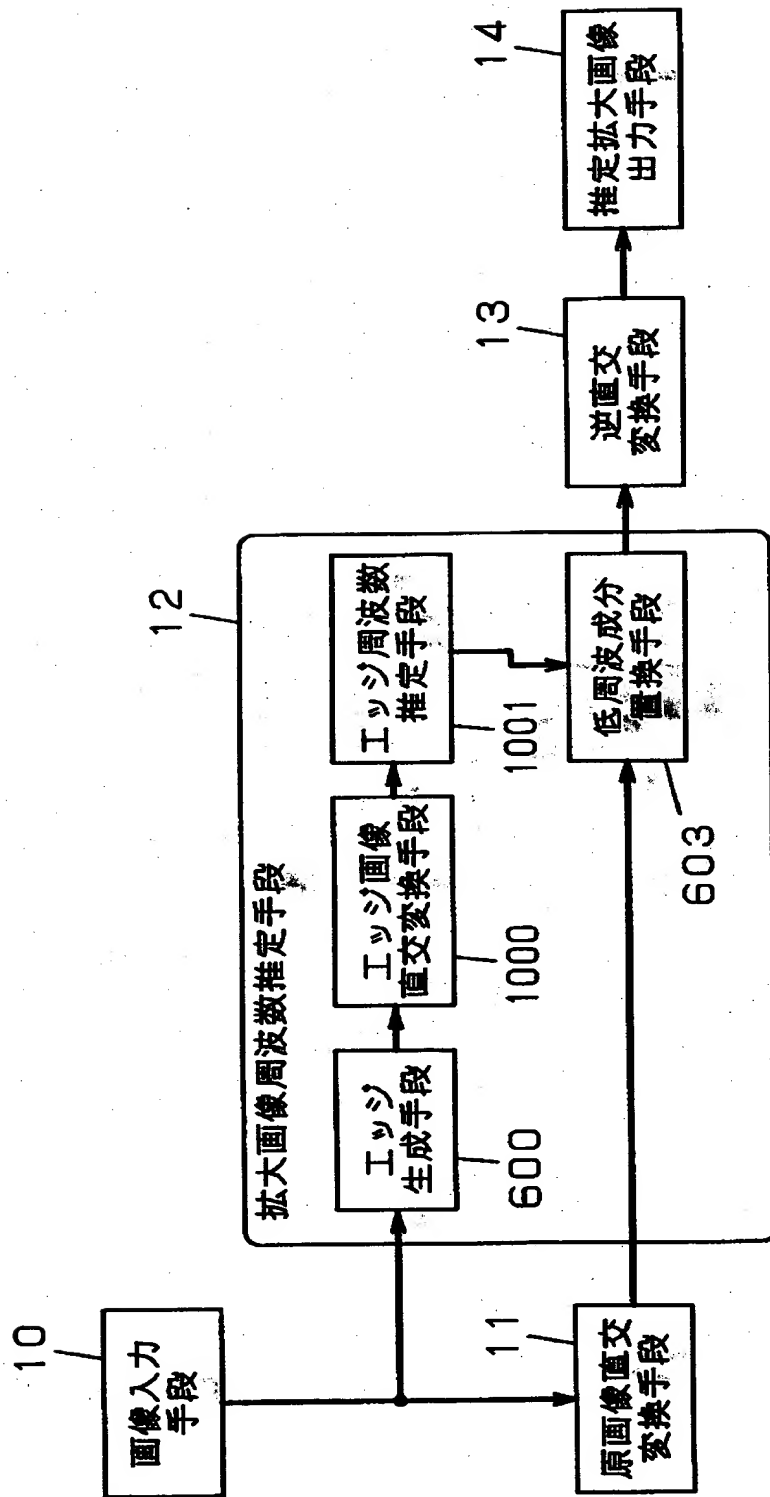 10
画像入力
手段
11
原画像直交
変換手段
12
拡大画像周波数推定手段
エッジ
生成手段
600
エッジ画像
直交変換手段
1000
エッジ周波数
推定手段
1001
低周波成分
置換手段
603
13
逆直交
変換手段
14
推定拡大画像
出力手段